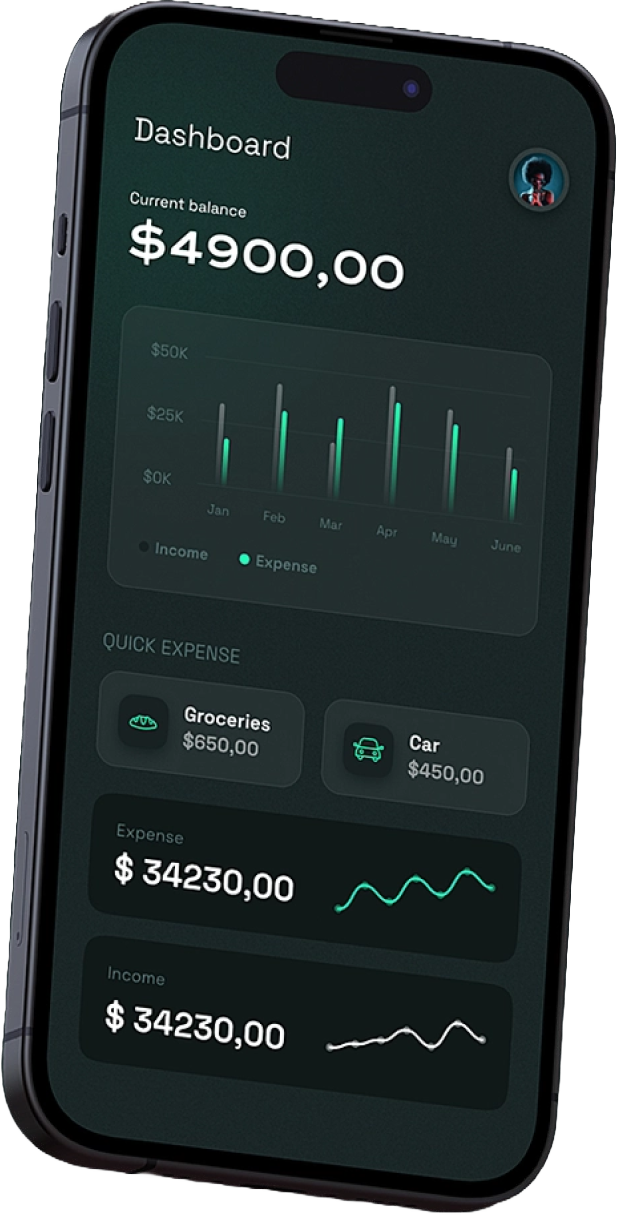 Dashboard
Current balance
$4900,00
$50K
$25K
$0K
Jan Feb Mar Apr May June
Income Expense
QUICK EXPENSE
Groceries
$650,00
Car
$450,00
Expense
$ 34230,00
Income
$ 34230,00